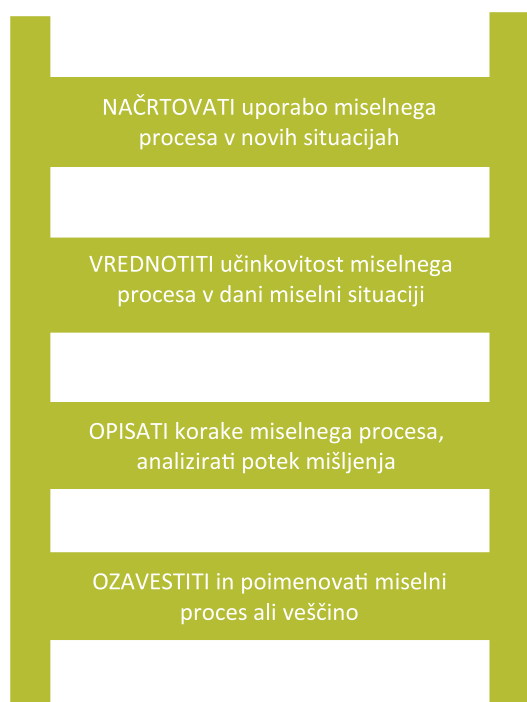 NAČRTOVATI uporabo miselnega
procesa v novih situacijah
VREDNOTITI učinkovitost miselnega
procesa v dani miselni situaciji
OPISATI korake miselnega procesa,
analizirati potek mišljenja
OZAVESTITI in poimenovati miselni
proces ali veščino